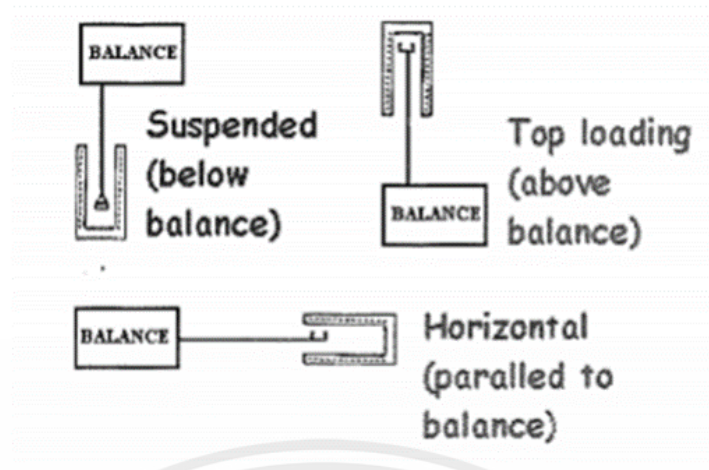 BALANCE
Suspended
(below
balance)
Top loading
(above
balance)
BALANCE
BALANCE
Horizontal
(paralled to
balance)